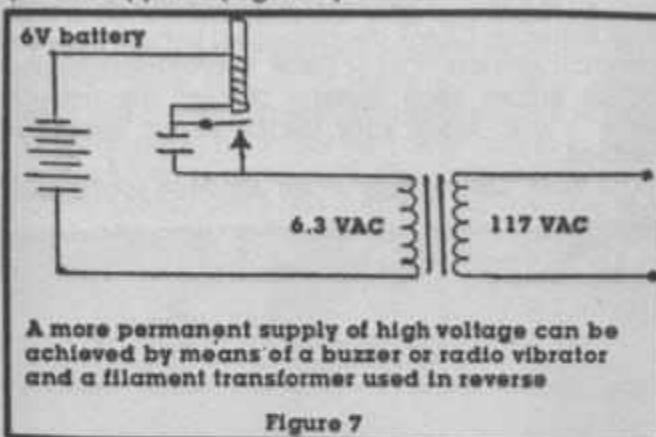 6V battery
6.3 VAC
117 VAC
A more permanent supply of high voltage can be
achieved by means of a buzzer or radio vibrator
and a filament transformer used in reverse
Figure 7